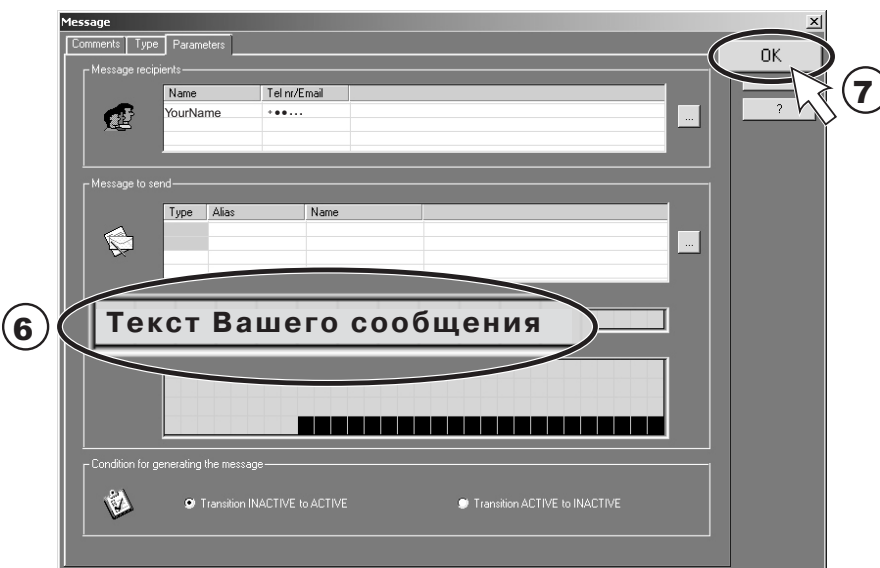 Message
Comments Type Parameters
OK
7
?
Message recipients
Name Tel nr/Email
YourName
...
Message to send
Type Alias Name
...
6
Текст Вашего сообщения
Condition for generating the message
Transition INACTIVE to ACTIVE Transition ACTIVE to INACTIVE